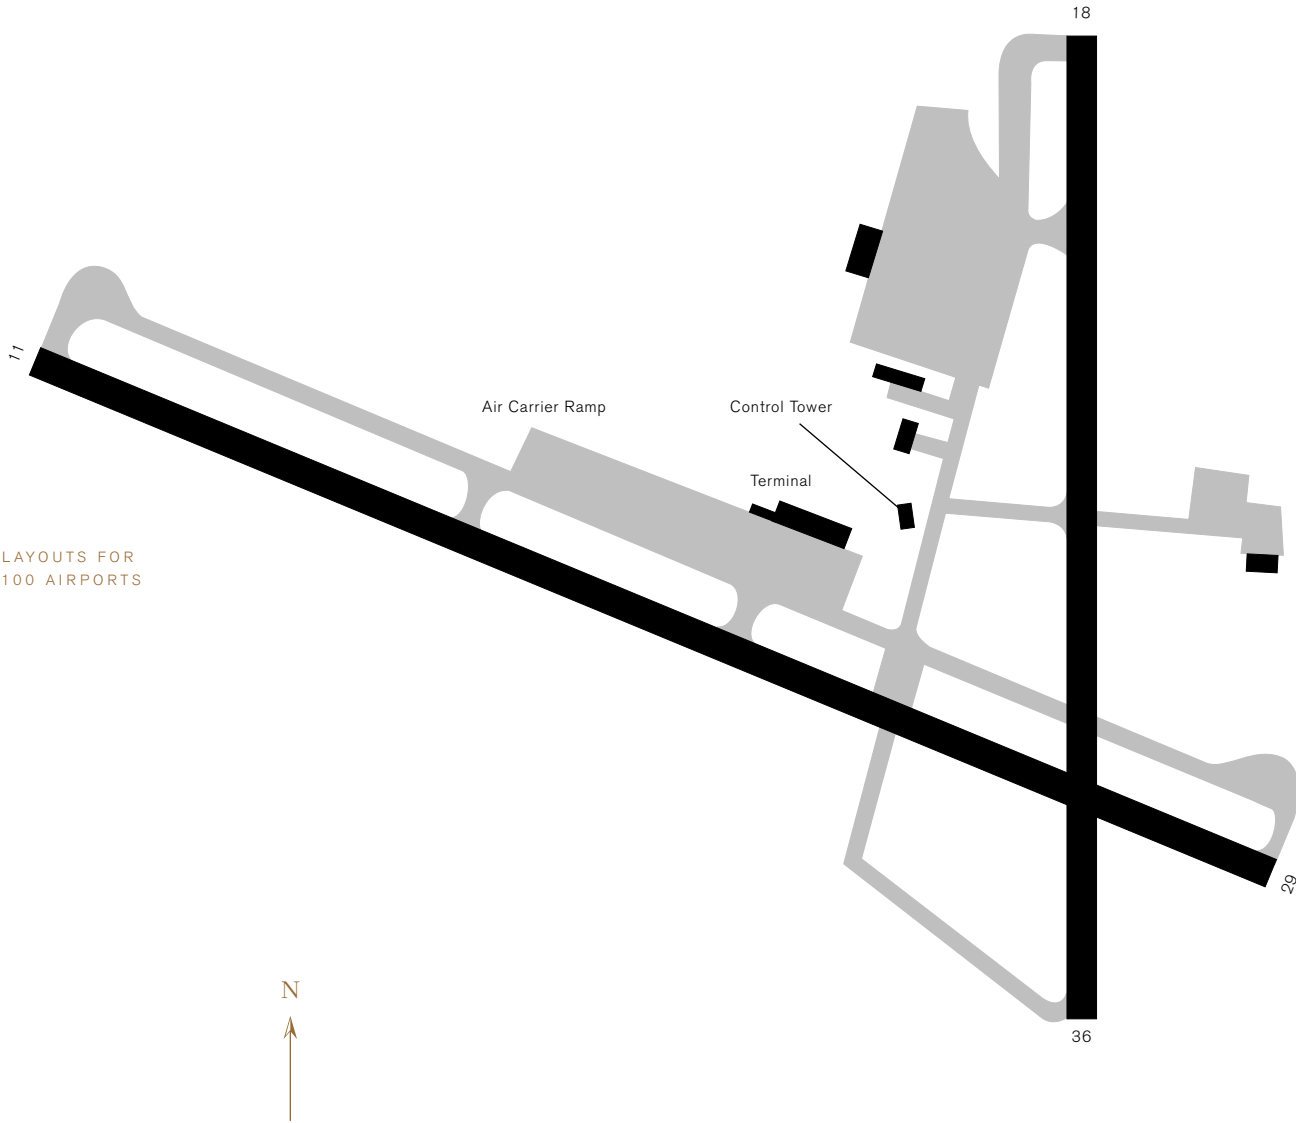 18
11
Air Carrier Ramp
Control Tower
Terminal
LAYOUTS FOR
100 AIRPORTS
29
N
36